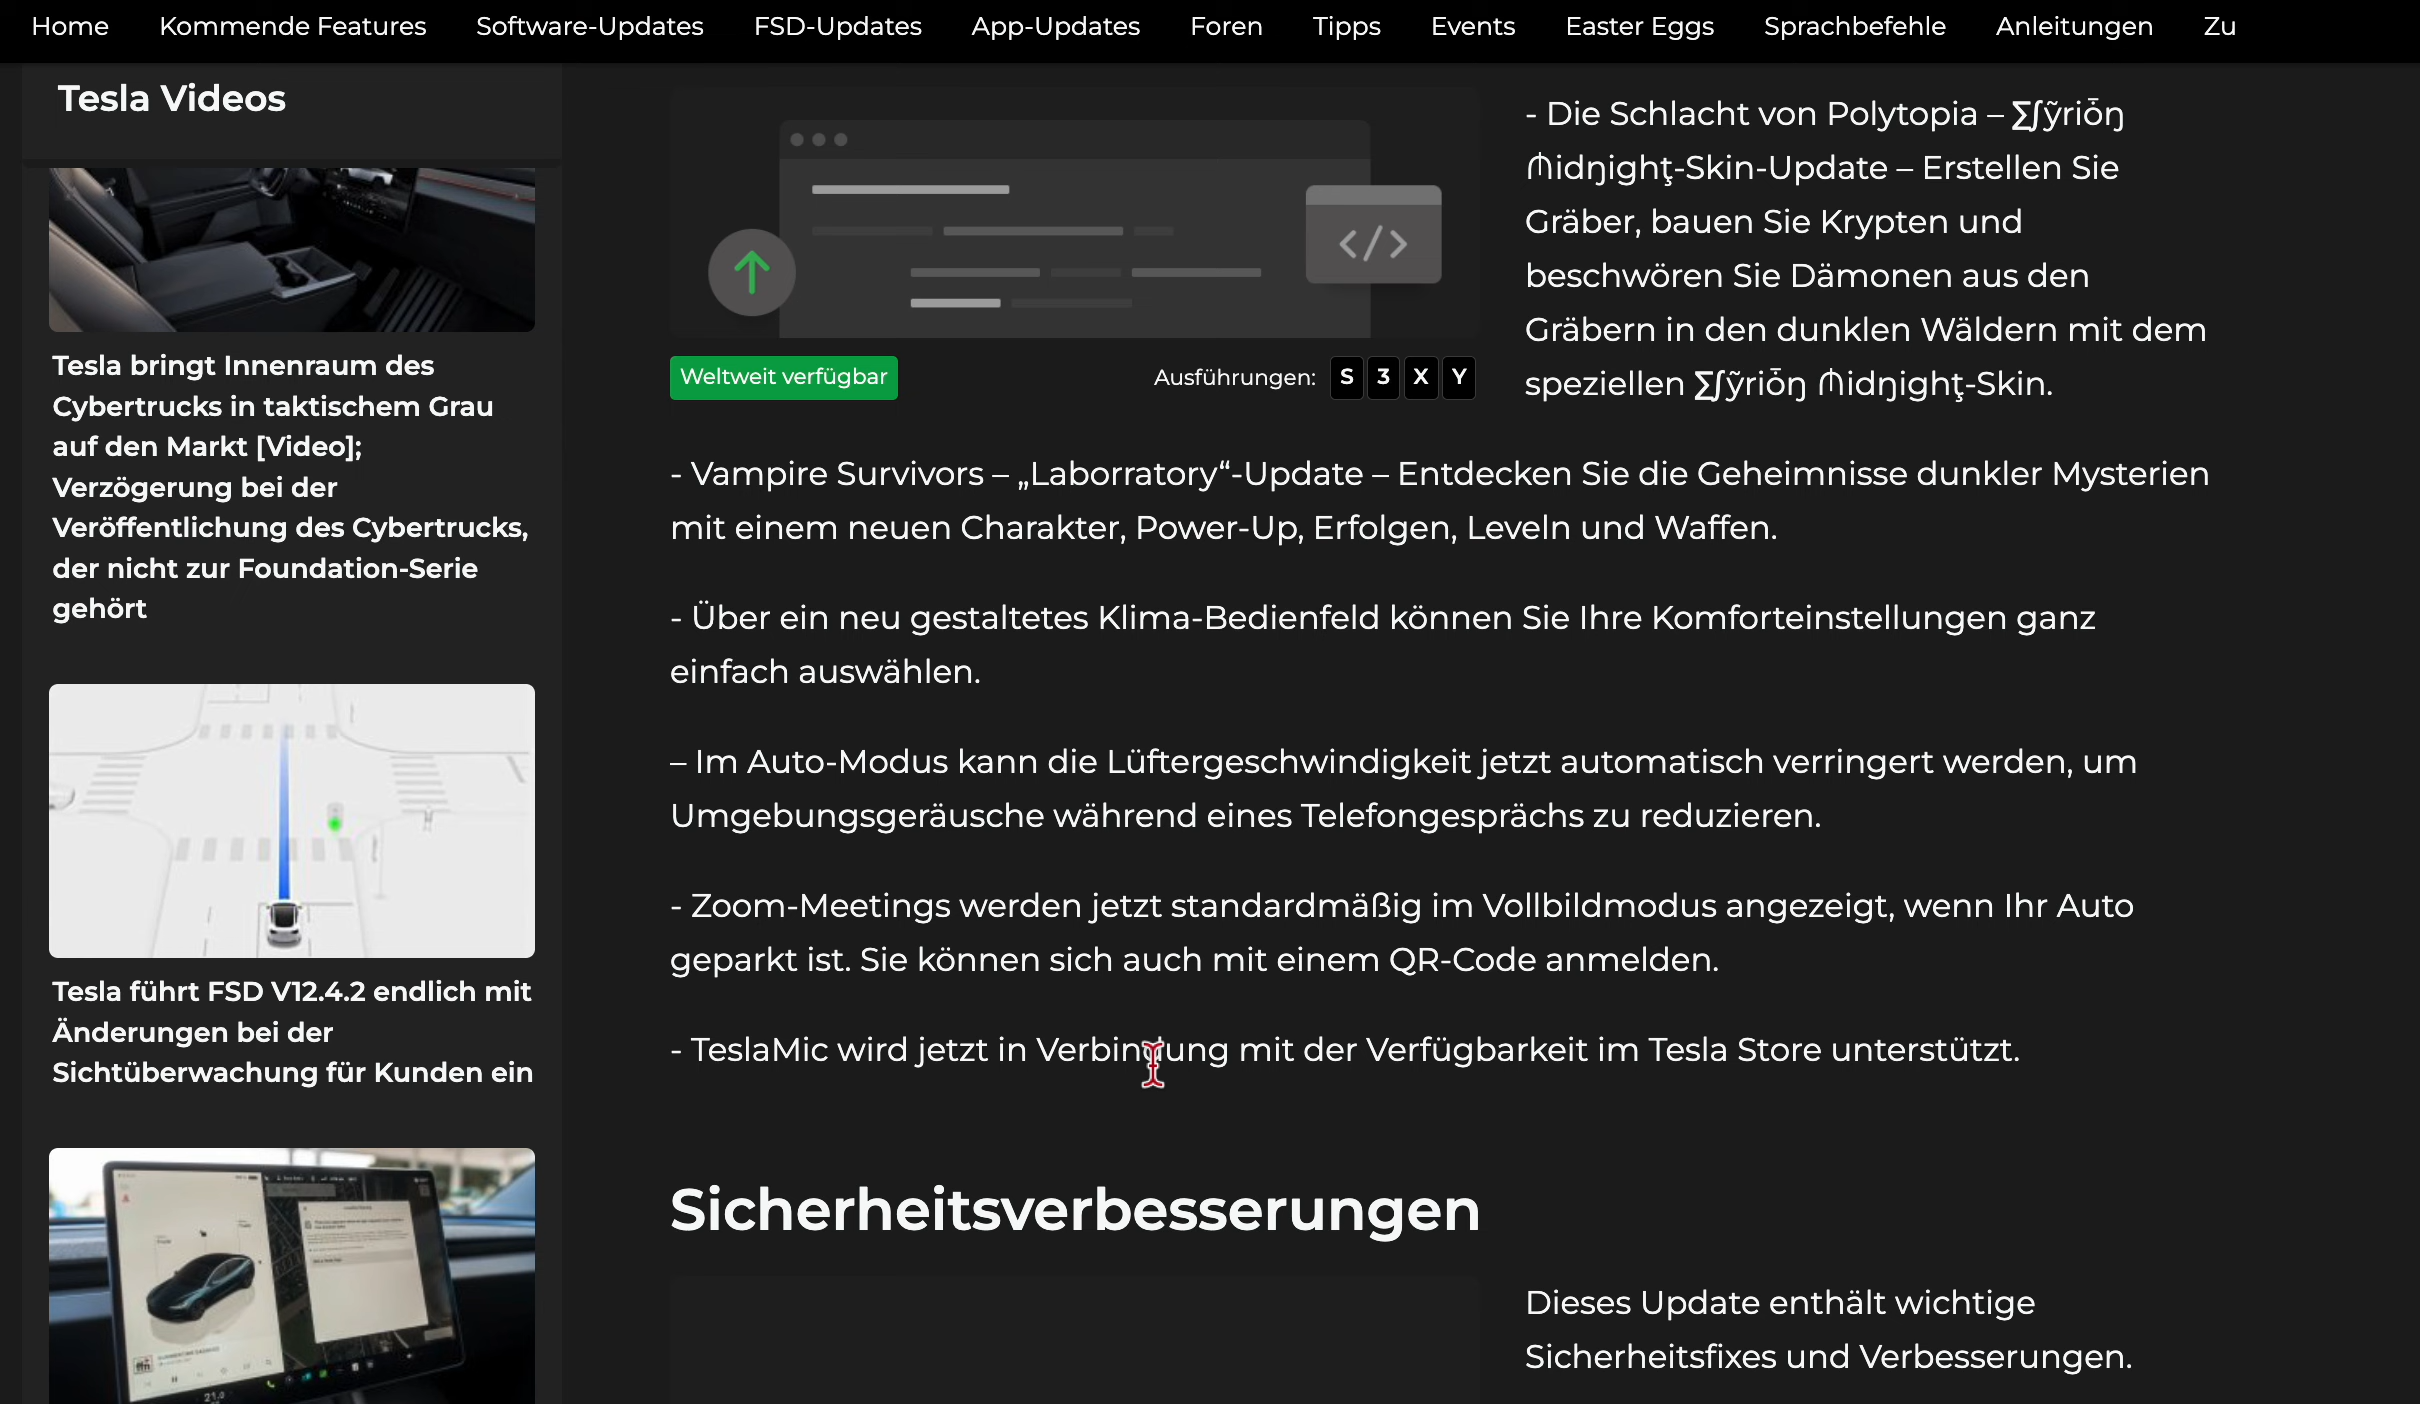 Home Kommende Features Software-Updates FSD-Updates App-Updates Foren Tipps Events Easter Eggs Sprachbefehle Anleitungen Zu
Tesla Videos
Tesla bringt Innenraum des
Cybertrucks in taktischem Grau
auf den Markt [Video];
Verzögerung bei der
Veröffentlichung des Cybertrucks,
der nicht zur Foundation-Serie
gehört
Tesla führt FSD V12.4.2 endlich mit
Änderungen bei der
Sichtüberwachung für Kunden ein
21.0
</>
Weltweit verfügbar
Ausführungen: S 3 X Y
- Die Schlacht von Polytopia – ∑∫ỹriȱŋ
₼idŋighţ-Skin-Update – Erstellen Sie
Gräber, bauen Sie Krypten und
beschwören Sie Dämonen aus den
Gräbern in den dunklen Wäldern mit dem
speziellen ∑∫ỹriȱŋ ₼idŋighţ-Skin.
- Vampire Survivors – „Laborratory“-Update – Entdecken Sie die Geheimnisse dunkler Mysterien
mit einem neuen Charakter, Power-Up, Erfolgen, Leveln und Waffen.
- Über ein neu gestaltetes Klima-Bedienfeld können Sie Ihre Komforteinstellungen ganz
einfach auswählen.
– Im Auto-Modus kann die Lüftergeschwindigkeit jetzt automatisch verringert werden, um
Umgebungsgeräusche während eines Telefongesprächs zu reduzieren.
- Zoom-Meetings werden jetzt standardmäßig im Vollbildmodus angezeigt, wenn Ihr Auto
geparkt ist. Sie können sich auch mit einem QR-Code anmelden.
- TeslaMic wird jetzt in Verbindung mit der Verfügbarkeit im Tesla Store unterstützt.
Sicherheitsverbesserungen
Dieses Update enthält wichtige
Sicherheitsfixes und Verbesserungen.